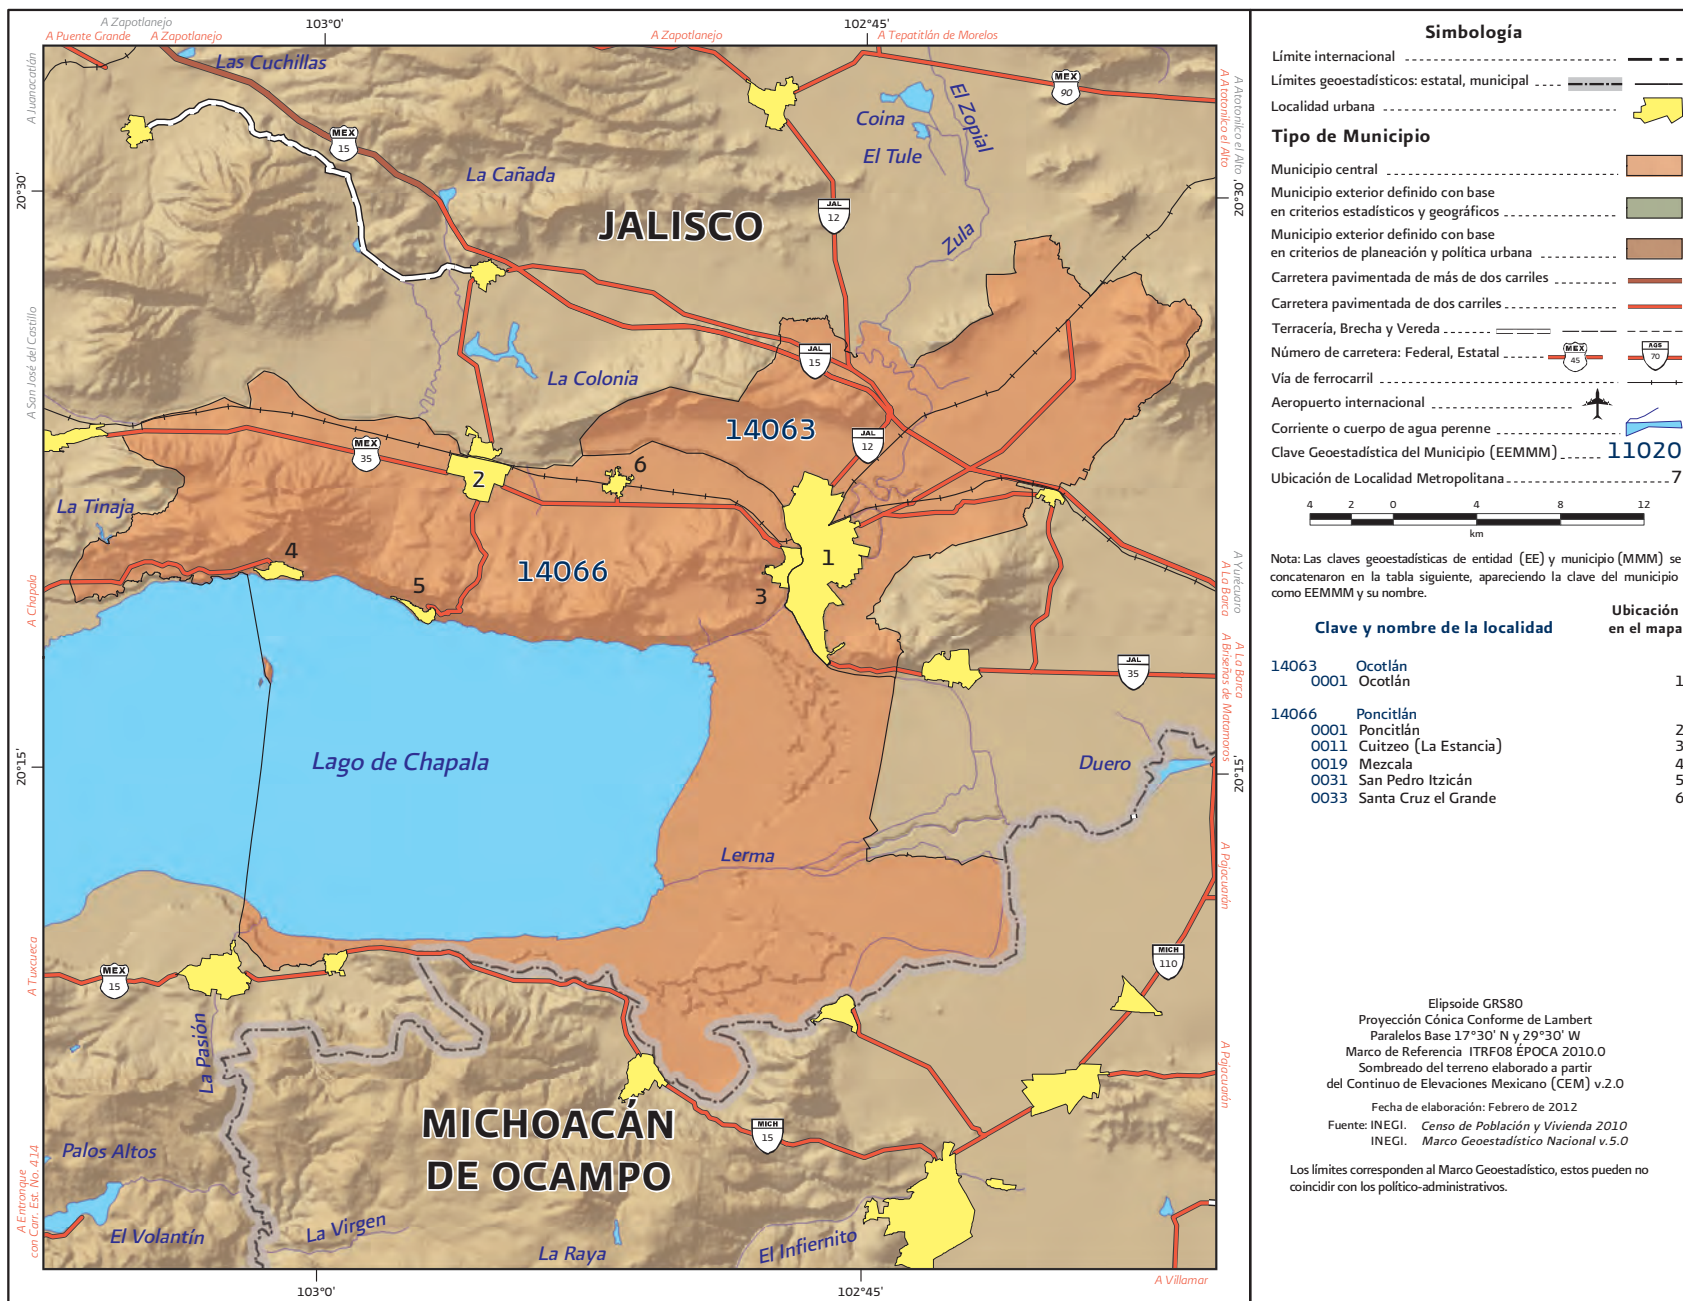 A Zapotlanejo
A Puente Grande
A Zapotlanejo
103°0'
A Zapotlanejo
102°45'
A Tepatitlán de Morelos
A Juanacatlán
20°30'
A San José del Castillo
A Chapala
20°15'
A Tuxcueca
A Entronque
con Carr. Est. No. 414
Las Cuchillas
MEX
15
La Cañada
JALISCO
Coina
El Tule
El Zopial
MEX
90
JAL
12
Zula
La Colonia
JAL
15
14063
JAL
12
MEX
35
2
6
La Tinaja
4
5
14066
1
3
JAL
35
Lago de Chapala
Duero
Lerma
MEX
15
La Pasión
MICH
110
MICHOACÁN
DE OCAMPO
MICH
15
Palos Altos
El Volantín
La Virgen
La Raya
El Infiernito
A Atotonilco el Alto
A Atotonilco el Alto
20°30'
A Yurécuaro
A La Barca
A La Barca
A Briseñas de Matamoros
20°15'
A Pajacuarán
A Pajacuarán
103°0'
102°45'
A Villamar
Simbología
Límite internacional
Límites geoestadísticos: estatal, municipal
Localidad urbana
Tipo de Municipio
Municipio central
Municipio exterior definido con base
en criterios estadísticos y geográficos
Municipio exterior definido con base
en criterios de planeación y política urbana
Carretera pavimentada de más de dos carriles
Carretera pavimentada de dos carriles
Terracería, Brecha y Vereda
Número de carretera: Federal, Estatal
MEX
45
AGS
70
Vía de ferrocarril
Aeropuerto internacional
Corriente o cuerpo de agua perenne
Clave Geoestadística del Municipio (EEMMM) 11020
Ubicación de Localidad Metropolitana 7
4 2 0 4 8 12
km
Nota: Las claves geoestadísticas de entidad (EE) y municipio (MMM) se
concatenaron en la tabla siguiente, apareciendo la clave del municipio
como EEMMM y su nombre.
Ubicación
Clave y nombre de la localidad en el mapa
14063 Ocotlán
0001 Ocotlán 1
14066 Poncitlán
0001 Poncitlán 2
0011 Cuitzeo (La Estancia) 3
0019 Mezcala 4
0031 San Pedro Itzicán 5
0033 Santa Cruz el Grande 6
Elipsoide GRS80
Proyección Cónica Conforme de Lambert
Paralelos Base 17°30' N y 29°30' W
Marco de Referencia ITRF08 ÉPOCA 2010.0
Sombreado del terreno elaborado a partir
del Continuo de Elevaciones Mexicano (CEM) v.2.0
Fecha de elaboración: Febrero de 2012
Fuente: INEGI. Censo de Población y Vivienda 2010
INEGI. Marco Geoestadístico Nacional v.5.0
Los límites corresponden al Marco Geoestadístico, estos pueden no
coincidir con los político-administrativos.